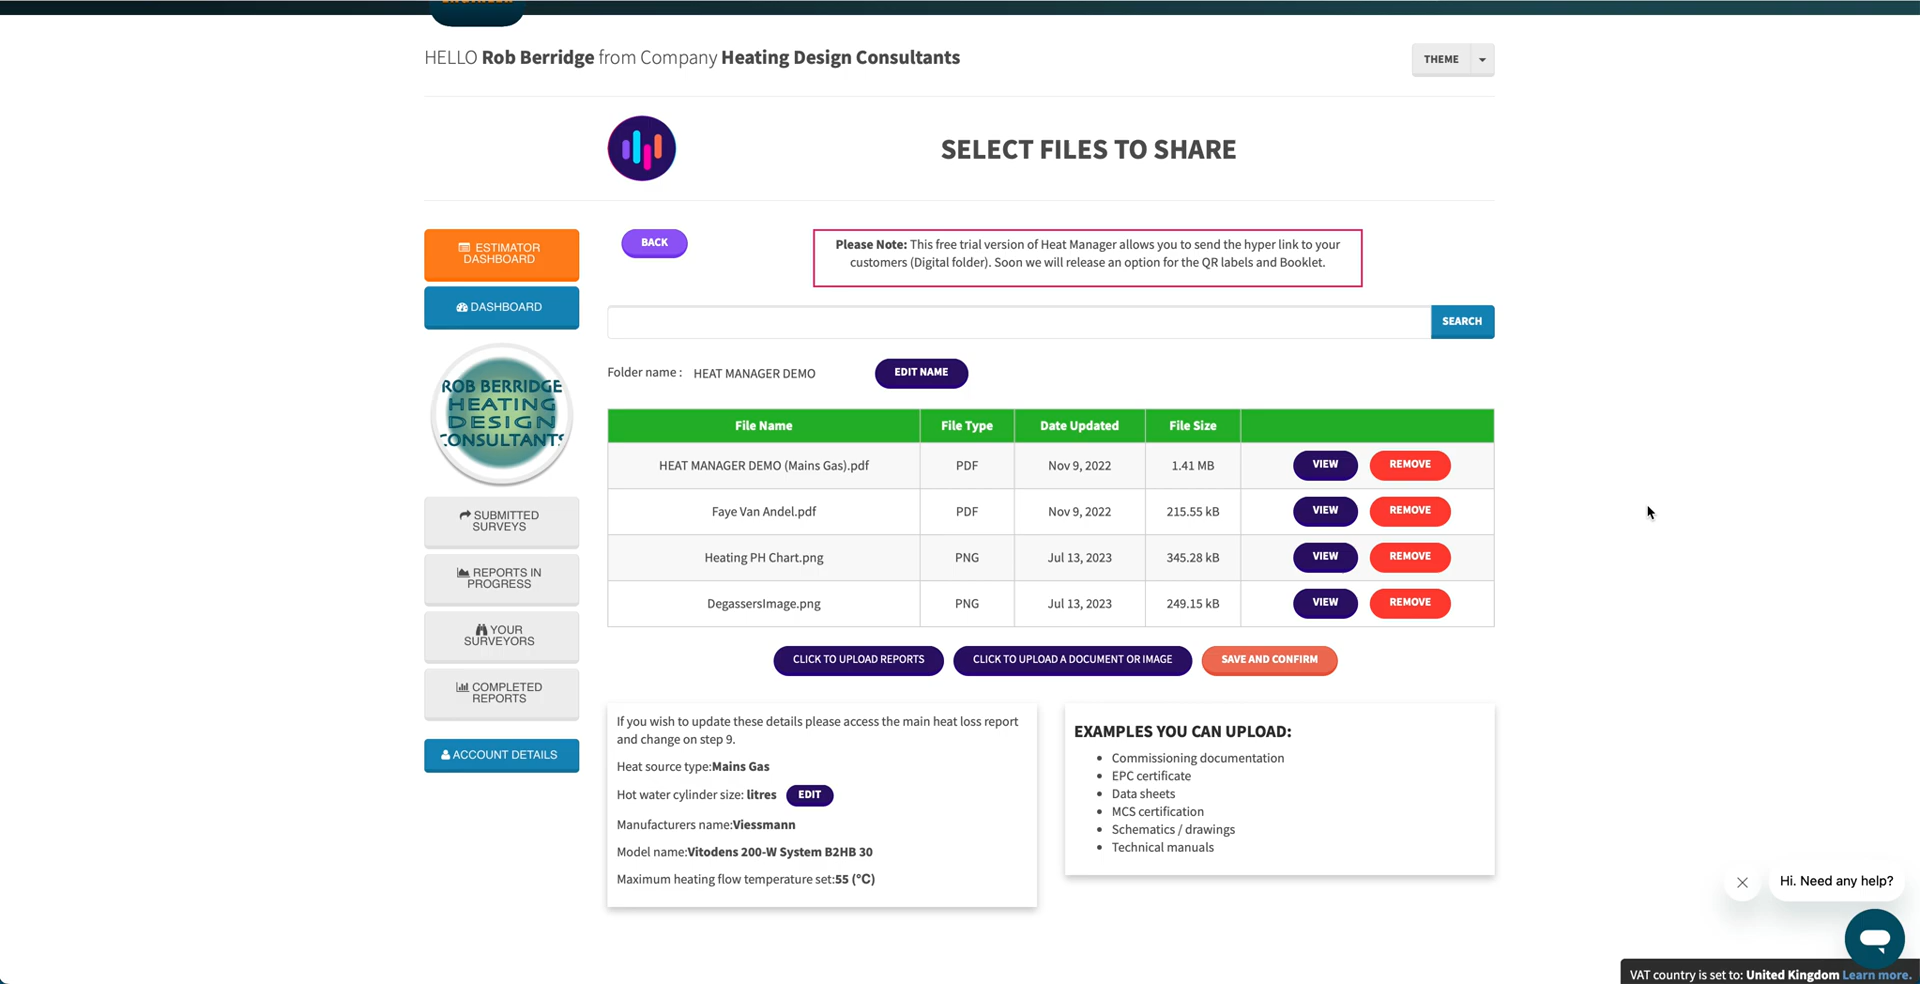 HELLO Rob Berridge from Company Heating Design Consultants
THEME
SELECT FILES TO SHARE
ESTIMATOR
DASHBOARD
DASHBOARD
ROB BERRIDGE
HEATING
DESIGN
CONSULTANTS
SUBMITTED
SURVEYS
REPORTS IN
PROGRESS
YOUR
SURVEYORS
COMPLETED
REPORTS
ACCOUNT DETAILS
BACK
Please Note: This free trial version of Heat Manager allows you to send the hyper link to your
customers (Digital folder). Soon we will release an option for the QR labels and Booklet.
SEARCH
Folder name : HEAT MANAGER DEMO EDIT NAME
File Name File Type Date Updated File Size
HEAT MANAGER DEMO (Mains Gas).pdf PDF Nov 9, 2022 1.41 MB VIEW REMOVE
Faye Van Andel.pdf PDF Nov 9, 2022 215.55 kB VIEW REMOVE
Heating PH Chart.png PNG Jul 13, 2023 345.28 kB VIEW REMOVE
DegassersImage.png PNG Jul 13, 2023 249.15 kB VIEW REMOVE
CLICK TO UPLOAD REPORTS CLICK TO UPLOAD A DOCUMENT OR IMAGE SAVE AND CONFIRM
If you wish to update these details please access the main heat loss report
and change on step 9.
Heat source type:Mains Gas
Hot water cylinder size: litres EDIT
Manufacturers name:Viessmann
Model name:Vitodens 200-W System B2HB 30
Maximum heating flow temperature set:55 (°C)
EXAMPLES YOU CAN UPLOAD:
• Commissioning documentation
• EPC certificate
• Data sheets
• MCS certification
• Schematics / drawings
• Technical manuals
Hi. Need any help?
VAT country is set to: United Kingdom Learn more.